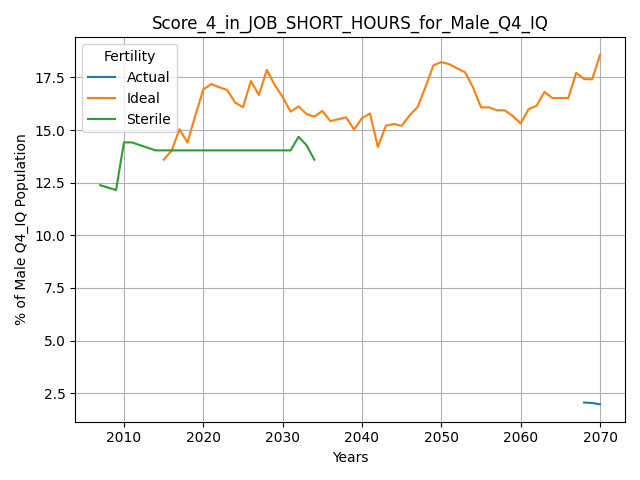 Score_4_in_JOB_SHORT_HOURS_for_Male_Q4_IQ
Fertility
Actual
Ideal
Sterile
17.5
15.0
12.5
10.0
7.5
5.0
2.5
% of Male Q4_IQ Population
2010 2020 2030 2040 2050 2060 2070
Years